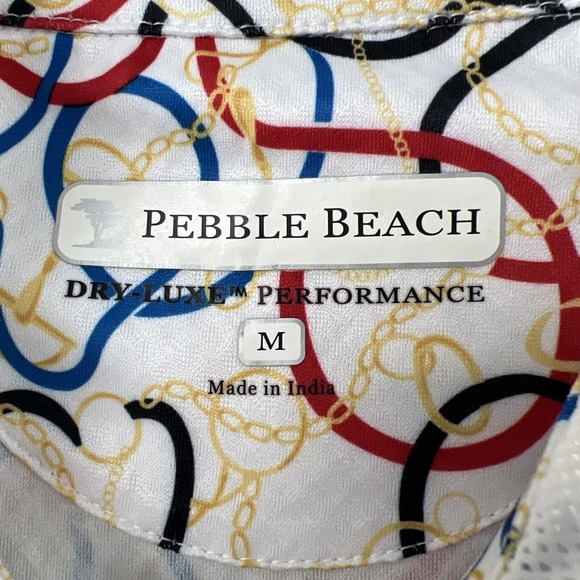 PEBBLE BEACH
DRY-LUXE™ PERFORMANCE
M
Made in India